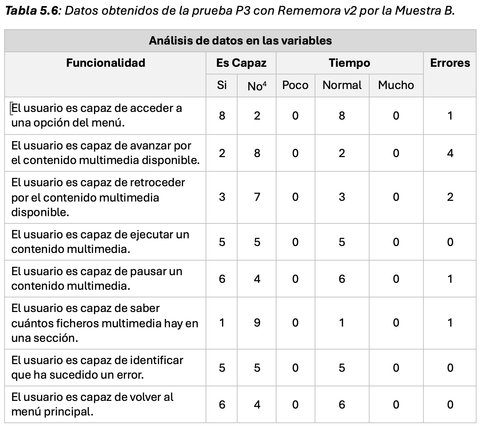 Tabla 5.6: Datos obtenidos de la prueba P3 con Rememora v2 por la Muestra B.
Análisis de datos en las variables
Funcionalidad Es Capaz Tiempo Errores
Si No⁴ Poco Normal Mucho
El usuario es capaz de acceder a
una opción del menú.
8 2 0 8 0 1
El usuario es capaz de avanzar por
el contenido multimedia disponible.
2 8 0 2 0 4
El usuario es capaz de retroceder
por el contenido multimedia
disponible.
3 7 0 3 0 2
El usuario es capaz de ejecutar un
contenido multimedia.
5 5 0 5 0 0
El usuario es capaz de pausar un
contenido multimedia.
6 4 0 6 0 1
El usuario es capaz de saber
cuántos ficheros multimedia hay en
una sección.
1 9 0 1 0 1
El usuario es capaz de identificar
que ha sucedido un error.
5 5 0 5 0 0
El usuario es capaz de volver al
menú principal.
6 4 0 6 0 0